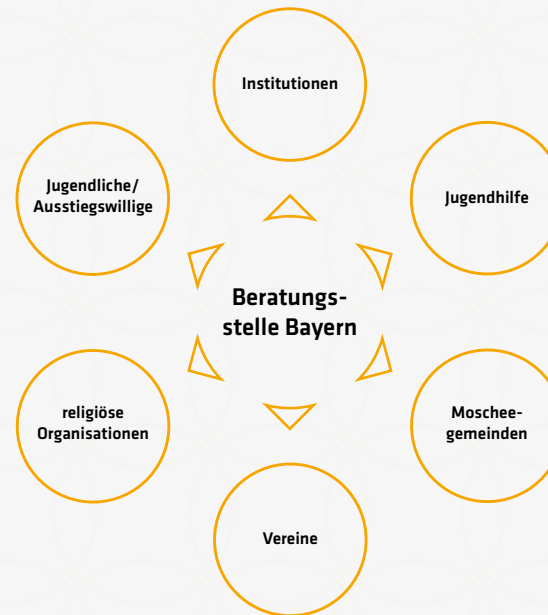 Institutionen
Jugendliche/
Ausstiegswillige
Jugendhilfe
Beratungs-
stelle Bayern
religiöse
Organisationen
Moschee-
gemeinden
Vereine